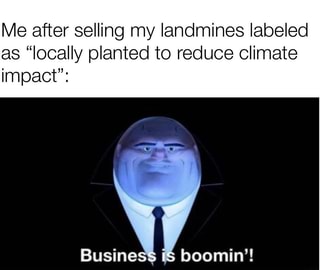 Me after selling my landmines labeled
as “locally planted to reduce climate
impact”:
Business is boomin’!